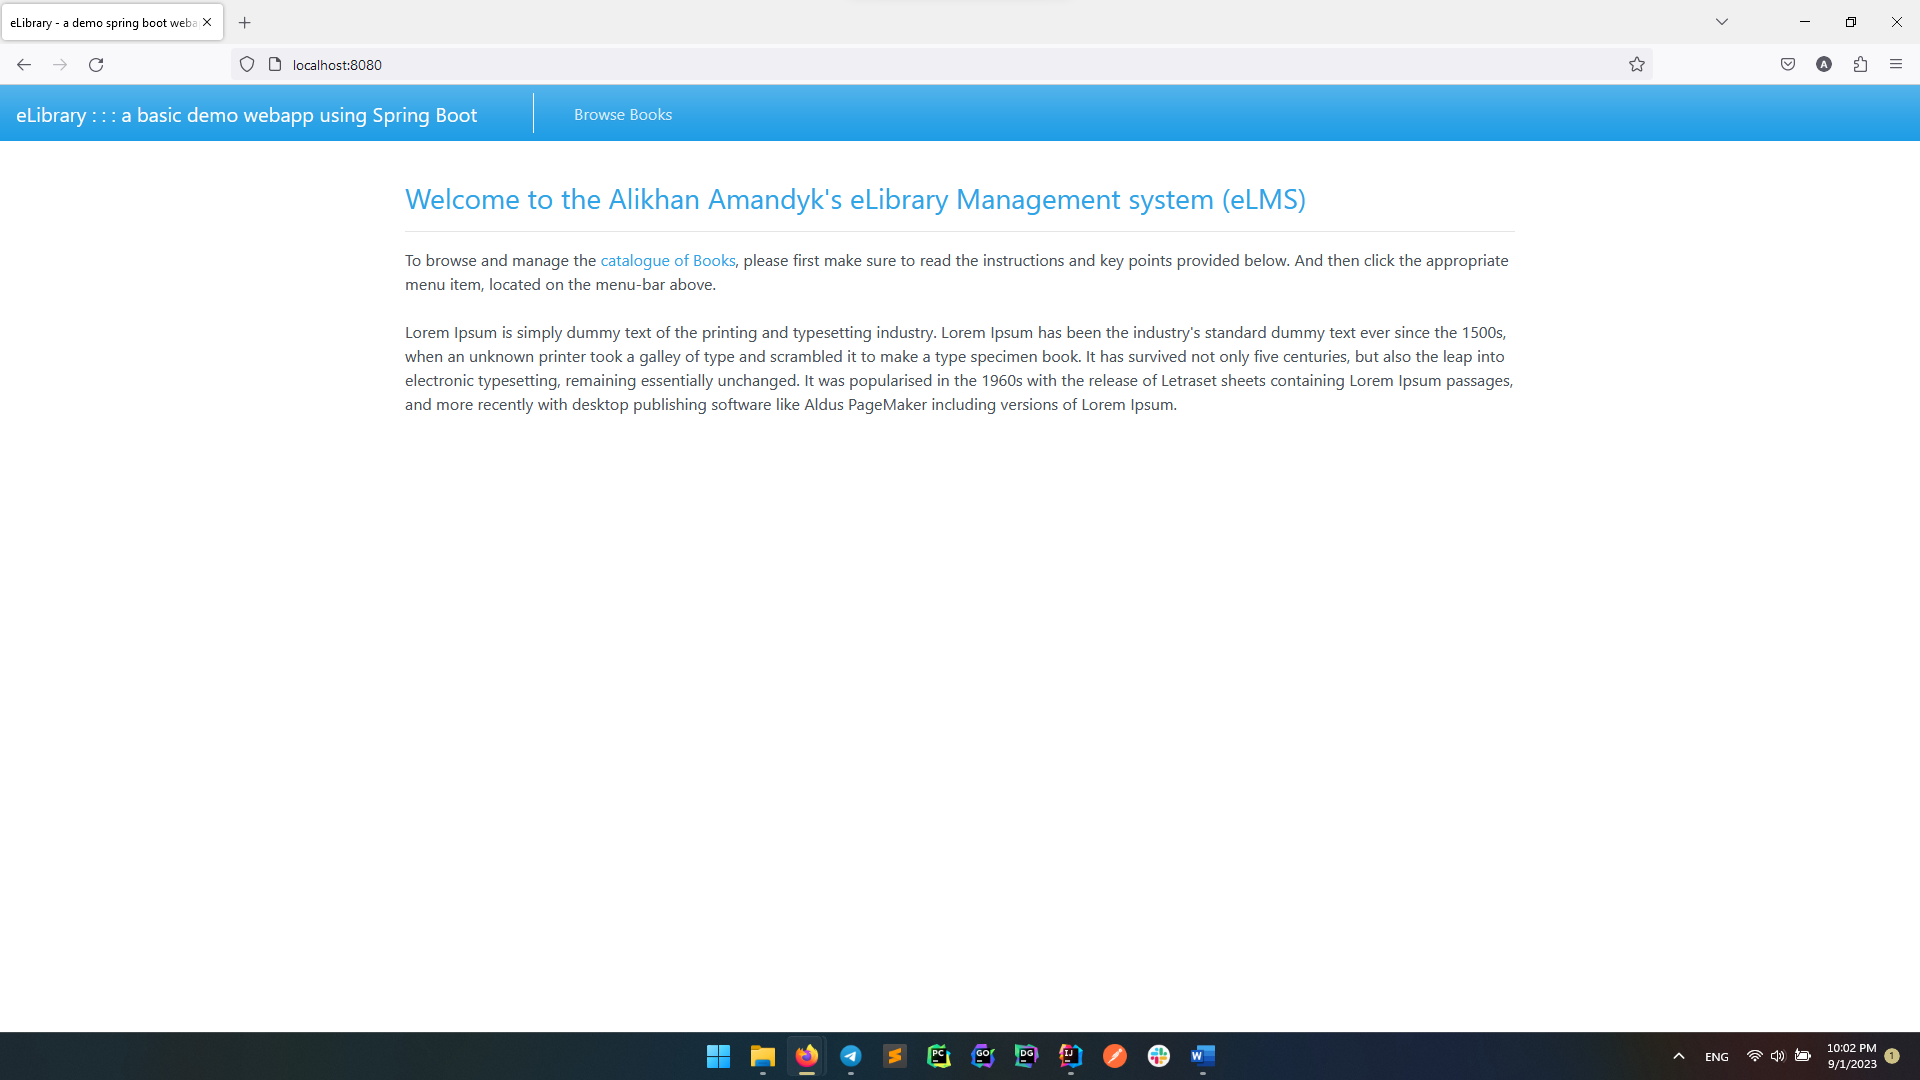 eLibrary - a demo spring boot weba
localhost:8080
A
eLibrary : : : a basic demo webapp using Spring Boot
Browse Books
Welcome to the Alikhan Amandyk's eLibrary Management system (eLMS)
To browse and manage the catalogue of Books, please first make sure to read the instructions and key points provided below. And then click the appropriate
menu item, located on the menu-bar above.
Lorem Ipsum is simply dummy text of the printing and typesetting industry. Lorem Ipsum has been the industry's standard dummy text ever since the 1500s,
when an unknown printer took a galley of type and scrambled it to make a type specimen book. It has survived not only five centuries, but also the leap into
electronic typesetting, remaining essentially unchanged. It was popularised in the 1960s with the release of Letraset sheets containing Lorem Ipsum passages,
and more recently with desktop publishing software like Aldus PageMaker including versions of Lorem Ipsum.
PC
GO
DG
IJ
W
ENG
10:02 PM
9/1/2023
1